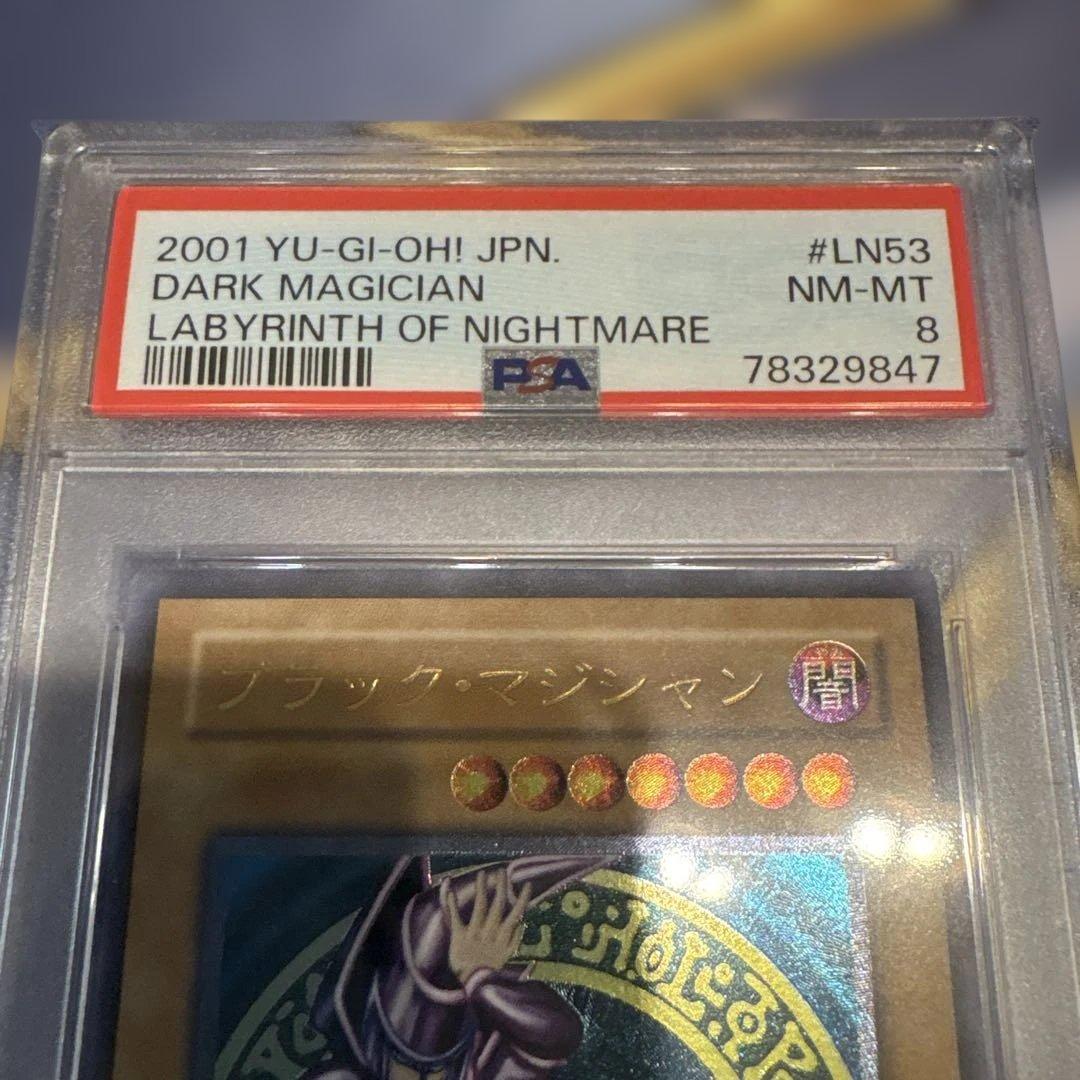 2001 YU-GI-OH! JPN. #LN53
DARK MAGICIAN NM-MT
LABYRINTH OF NIGHTMARE 8
PSA 78329847
ブラック・マジシャン 闇